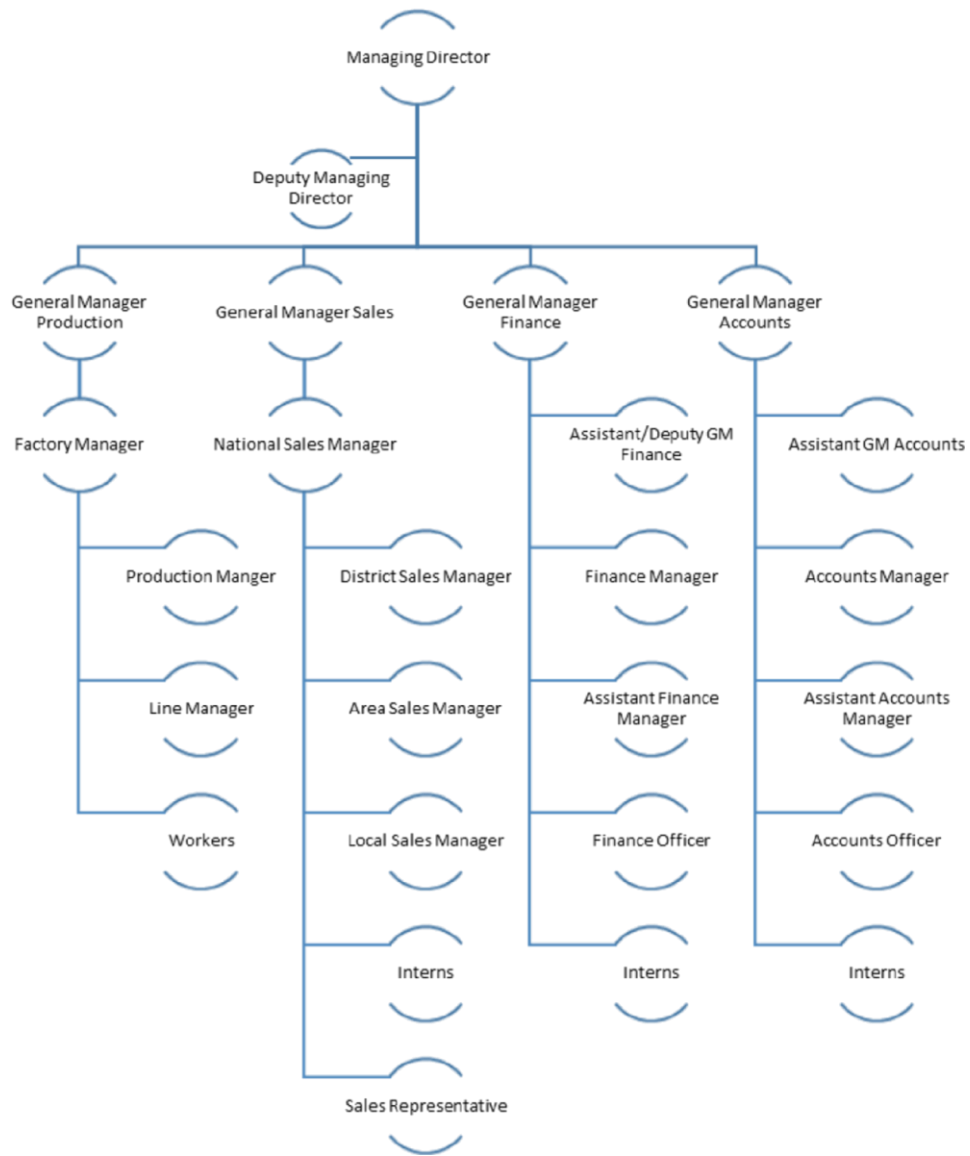 Managing Director
Deputy Managing
Director
General Manager
Production
General Manager Sales
General Manager
Finance
General Manager
Accounts
Factory Manager
National Sales Manager
Assistant/Deputy GM
Finance
Assistant GM Accounts
Production Manger
District Sales Manager
Finance Manager
Accounts Manager
Line Manager
Area Sales Manager
Assistant Finance
Manager
Assistant Accounts
Manager
Workers
Local Sales Manager
Finance Officer
Accounts Officer
Interns
Interns
Interns
Sales Representative